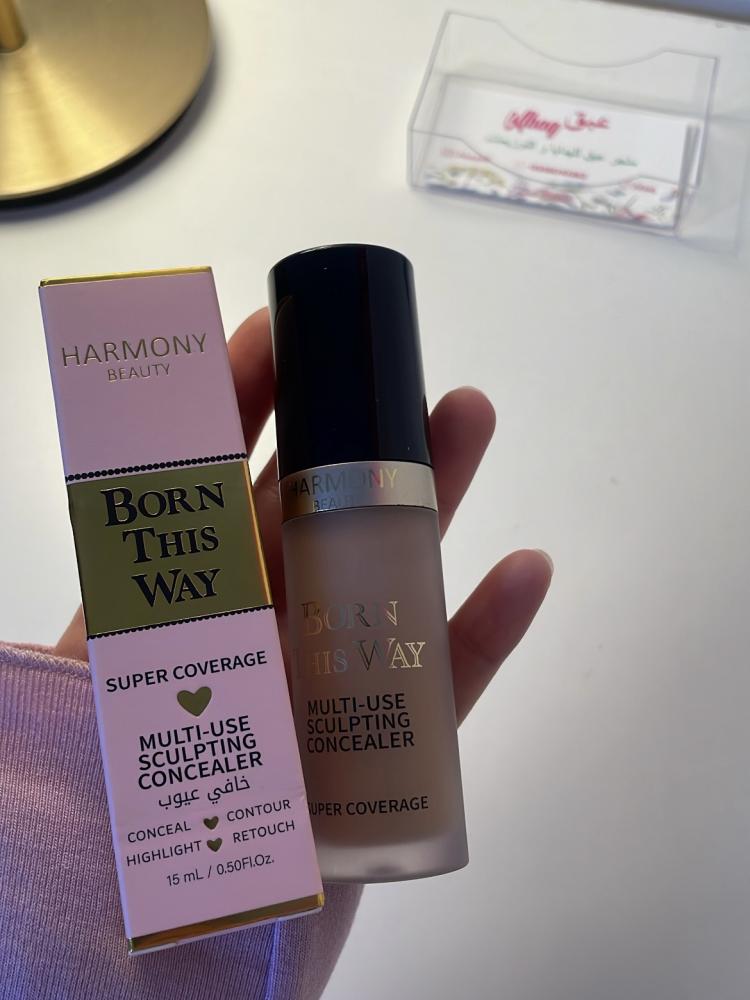 عبق
HARMONY
BEAUTY
BORN
THIS
WAY
SUPER COVERAGE
MULTI-USE
SCULPTING
CONCEALER
خافي عيوب
CONCEAL CONTOUR
HIGHLIGHT RETOUCH
15 mL / 0.50Fl.Oz.
HARMONY
BEAUTY
BORN
THIS WAY
MULTI-USE
SCULPTING
CONCEALER
SUPER COVERAGE